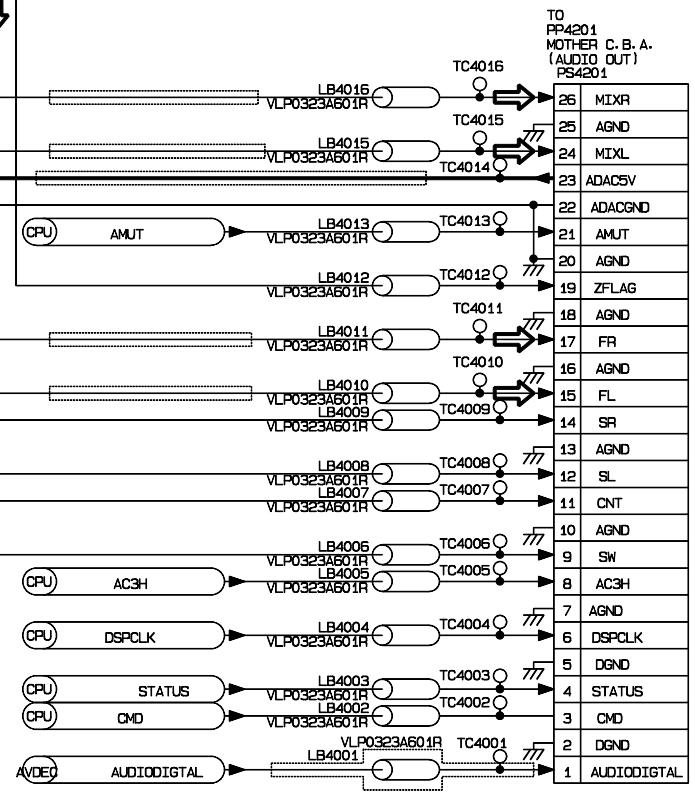 TO
PP4201
MOTHER C.B.A.
(AUDIO OUT)
PS4201
TC4016
LB4016
VLP0323A601R
26 MIXR
TC4015
25 AGND
LB4015
VLP0323A601R
24 MIXL
TC4014
23 ADAC5V
22 ADACGND
CPU AMUT
LB4013
VLP0323A601R
TC4013
21 AMUT
20 AGND
LB4012
VLP0323A601R
TC4012
19 ZFLAG
TC4011
18 AGND
LB4011
VLP0323A601R
17 FR
TC4010
16 AGND
LB4010
VLP0323A601R
15 FL
LB4009
VLP0323A601R
TC4009
14 SR
13 AGND
LB4008
VLP0323A601R
TC4008
12 SL
LB4007
VLP0323A601R
TC4007
11 CNT
10 AGND
LB4006
VLP0323A601R
TC4006
9 SW
CPU AC3H
LB4005
VLP0323A601R
TC4005
8 AC3H
7 AGND
CPU DSPCLK
LB4004
VLP0323A601R
TC4004
6 DSPCLK
5 DGND
CPU STATUS
LB4003
VLP0323A601R
TC4003
4 STATUS
CPU CMD
LB4002
VLP0323A601R
TC4002
3 CMD
VLP0323A601R
TC4001
2 DGND
LB4001
AVDEC AUDIODIGTAL
1 AUDIODIGTAL